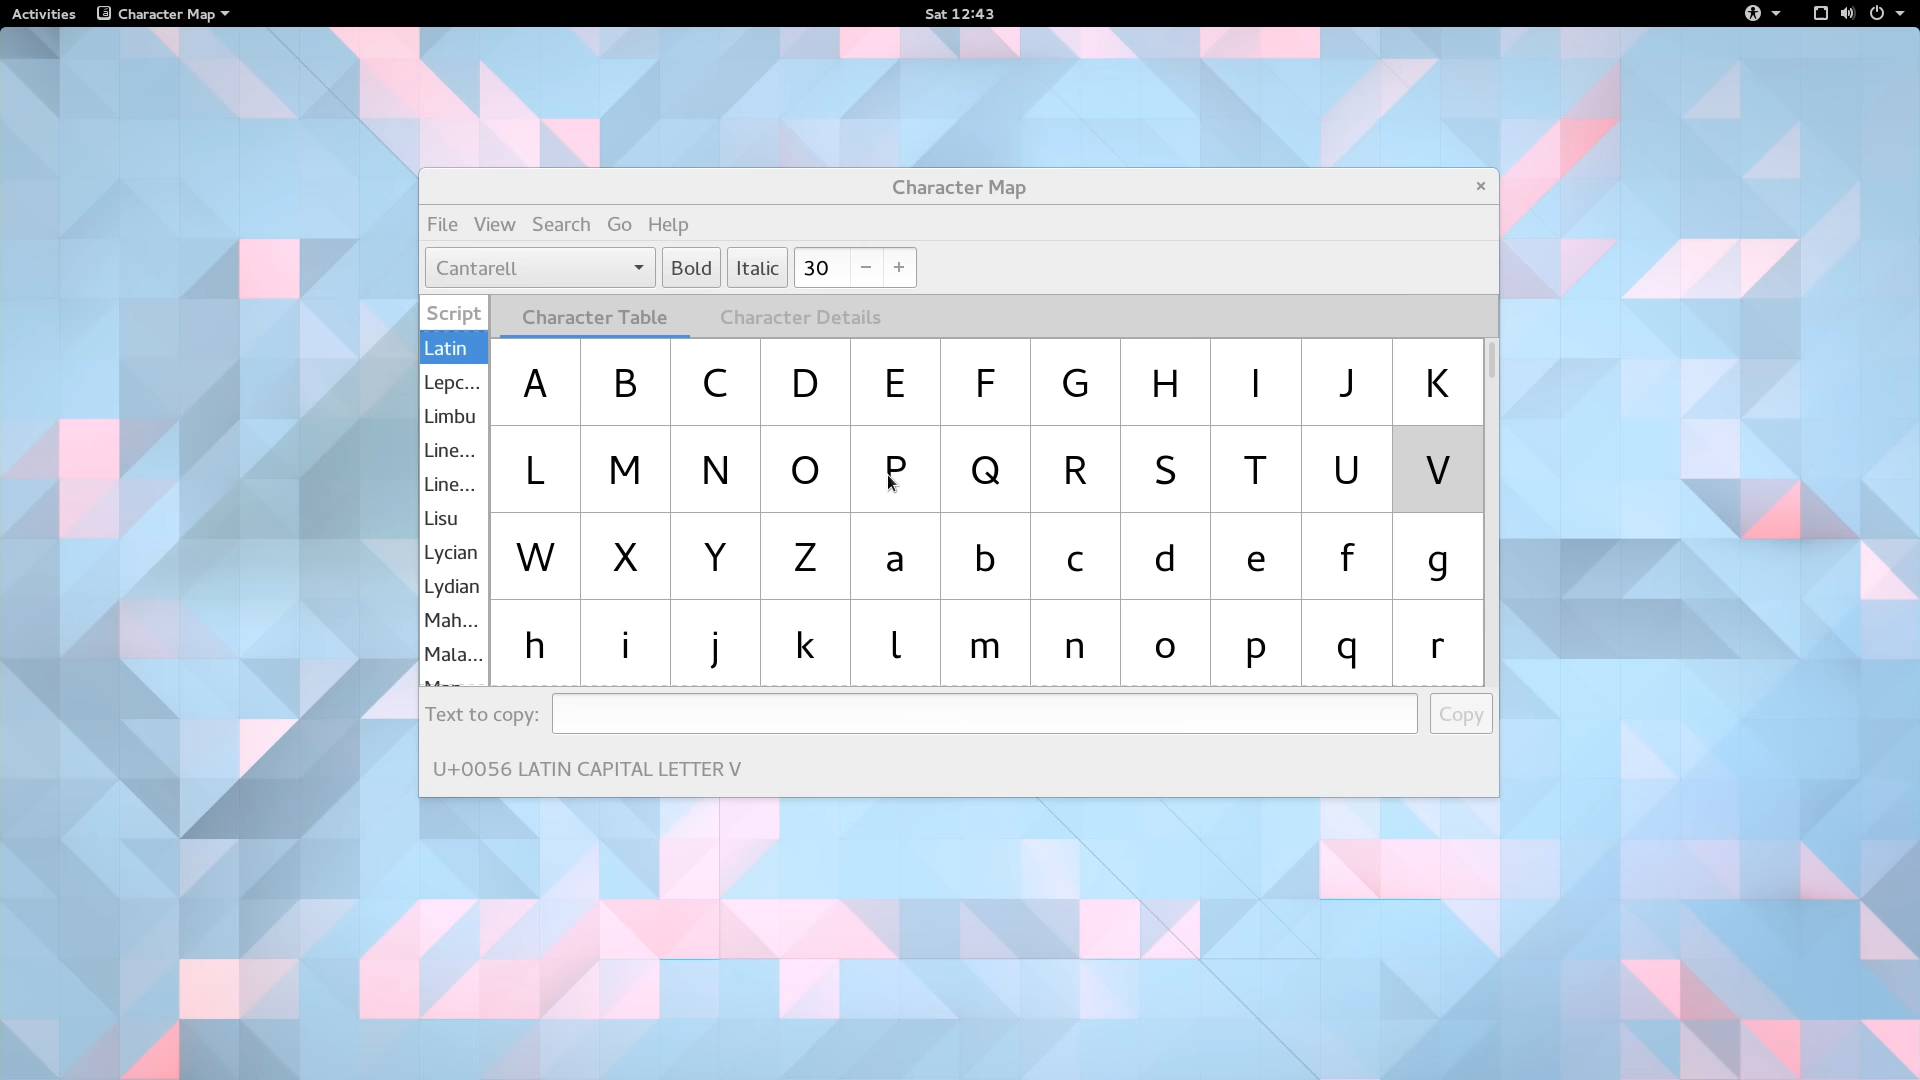 Activities Character Map Sat 12:43
Character Map ×
File View Search Go Help
Cantarell Bold Italic 30 − +
Script Character Table Character Details
Latin
Lepc...
Limbu
Line...
Line...
Lisu
Lycian
Lydian
Mah...
Mala...
A B C D E F G H I J K
L M N O P Q R S T U V
W X Y Z a b c d e f g
h i j k l m n o p q r
Text to copy: Copy
U+0056 LATIN CAPITAL LETTER V